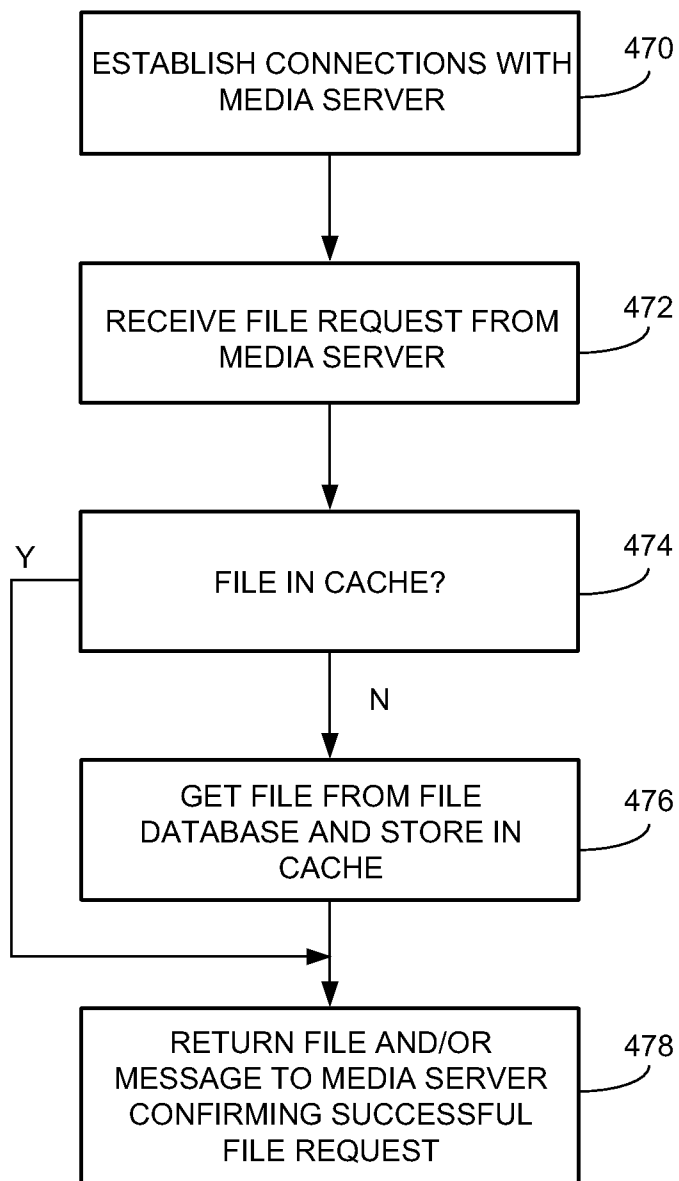 ESTABLISH CONNECTIONS WITH
MEDIA SERVER
470
RECEIVE FILE REQUEST FROM
MEDIA SERVER
472
FILE IN CACHE?
474
Y
N
GET FILE FROM FILE
DATABASE AND STORE IN
CACHE
476
RETURN FILE AND/OR
MESSAGE TO MEDIA SERVER
CONFIRMING SUCCESSFUL
FILE REQUEST
478